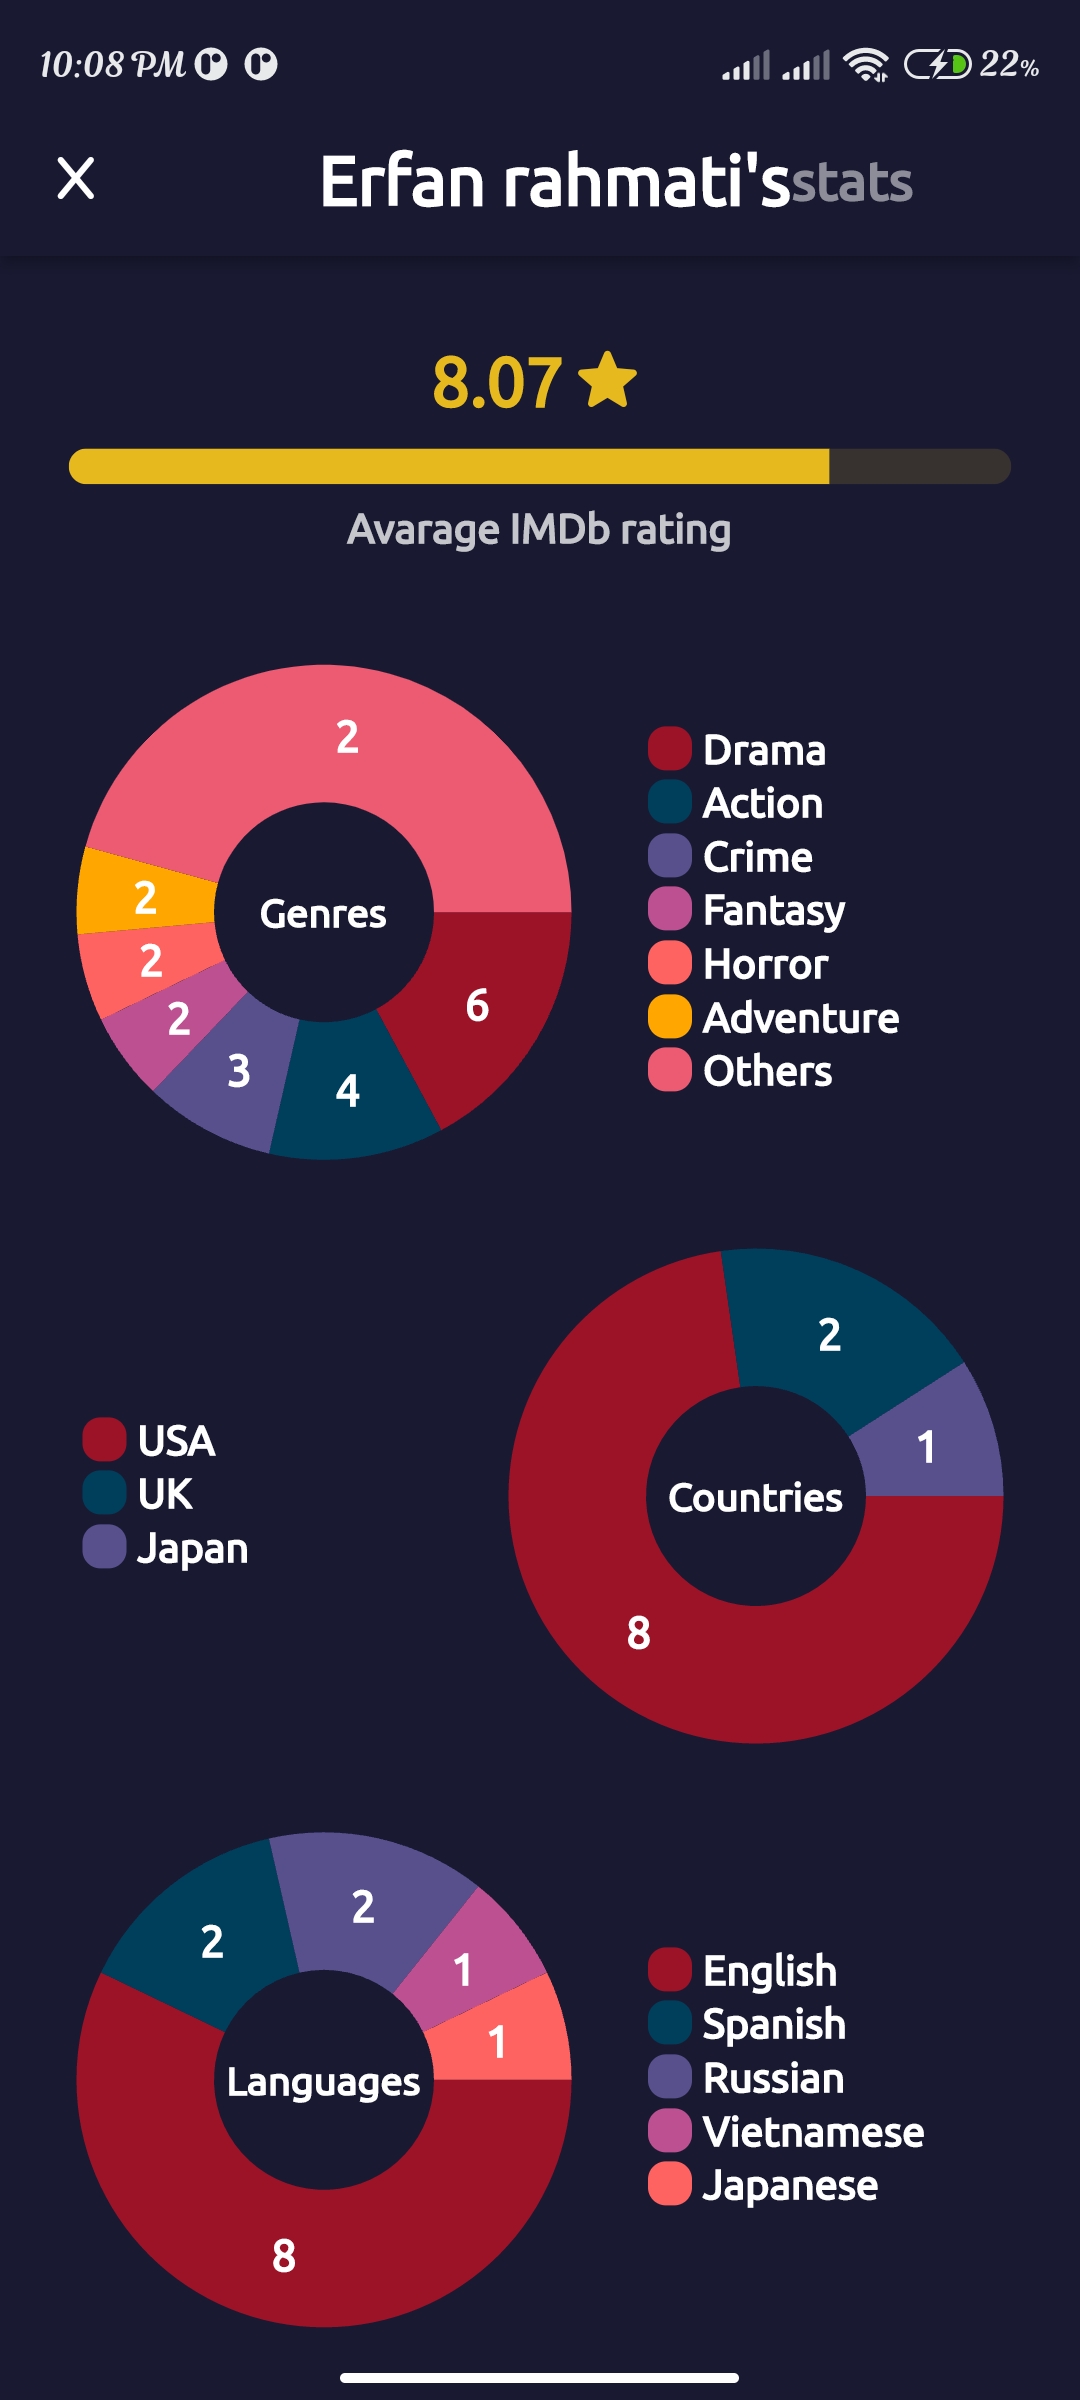 10:08 PM 22%
Erfan rahmati's stats
8.07
Avarage IMDb rating
2
2
2
2
3
4
6
Genres
Drama
Action
Crime
Fantasy
Horror
Adventure
Others
USA
UK
Japan
2
1
Countries
8
2
2
1
1
Languages
8
English
Spanish
Russian
Vietnamese
Japanese